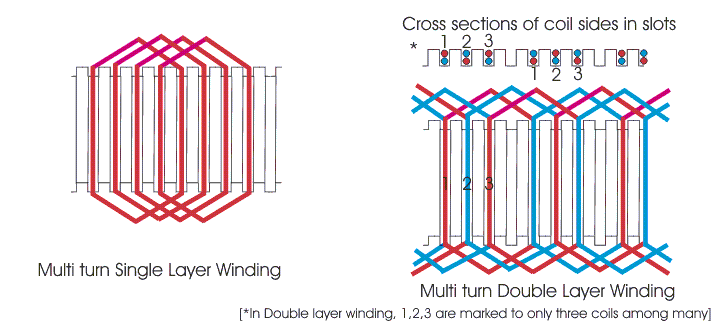 Cross sections of coil sides in slots
* 1 2 3
1 2 3
1 2 3
Multi turn Single Layer Winding
Multi turn Double Layer Winding
[*In Double layer winding, 1,2,3 are marked to only three coils among many]